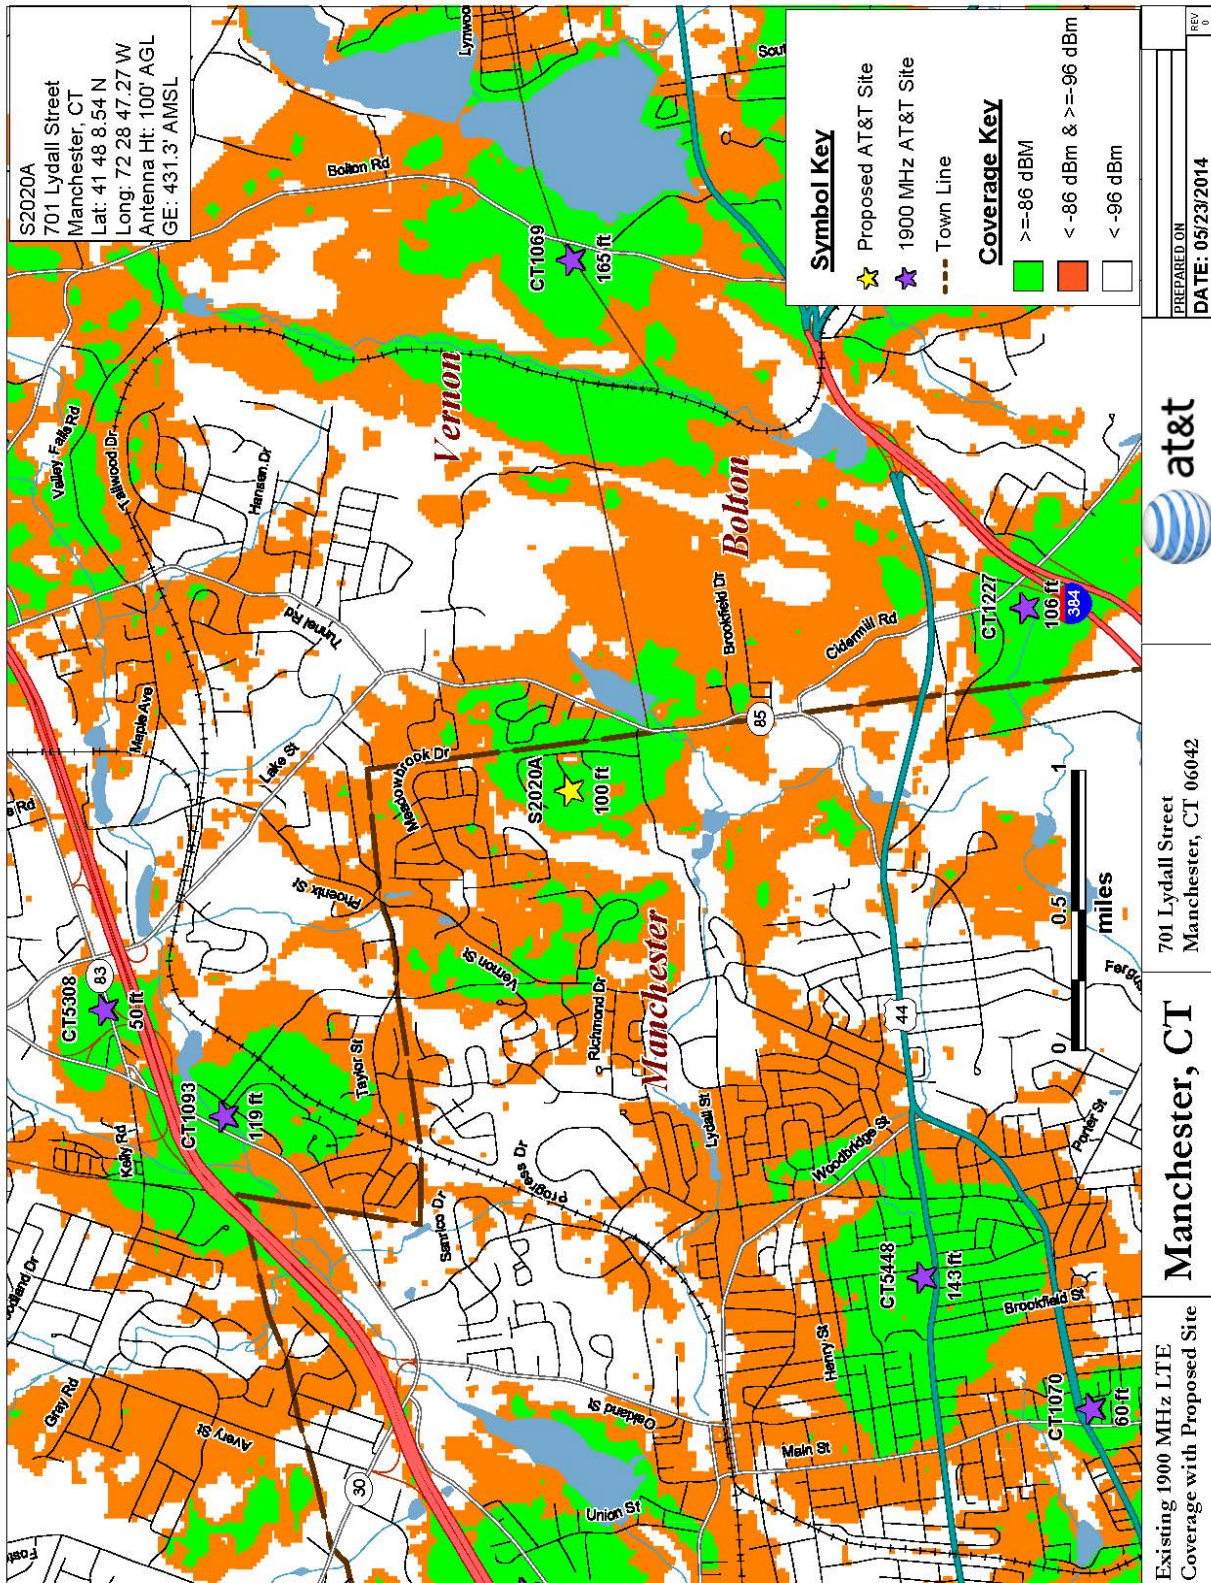 S2020A
701 Lydall Street
Manchester, CT
Lat: 41 48 8.54 N
Long: 72 28 47.27 W
Antenna Ht: 100' AGL
GE: 431.3' AMSL
Symbol Key
Proposed AT&T Site
1900 MHz AT&T Site
Town Line
Coverage Key
>=-86 dBM
< -86 dBm & >=-96 dBm
< -96 dBm
Gray Rd
Avery St
30
Kelly Rd
CT5308
83
50 ft
CT1093
119 ft
Taylor St
Sanrico Dr
Progress Dr
Oakland St
Union St
Main St
Maple Ave
Lake St
Tunnel Rd
Valley Falls Rd
Tallwood Dr
Hansen Dr
Bolton Rd
Phoenix St
Meadowbrook Dr
Vernon St
Richmond Dr
Vernon
CT1069
165 ft
S2020A
100 ft
Manchester
Lydall St
Bolton
Brookfield Dr
85
Cidermill Rd
Woodbridge St
44
Henry St
CT5448
143 ft
Brookfield St
CT1070
60 ft
Porter St
CT1227
106 ft
384
0
0.5
1
miles
Existing 1900 MHz LTE
Coverage with Proposed Site
Manchester, CT
701 Lydall Street
Manchester, CT 06042
at&t
PREPARED ON
DATE: 05/23/2014
REV
0